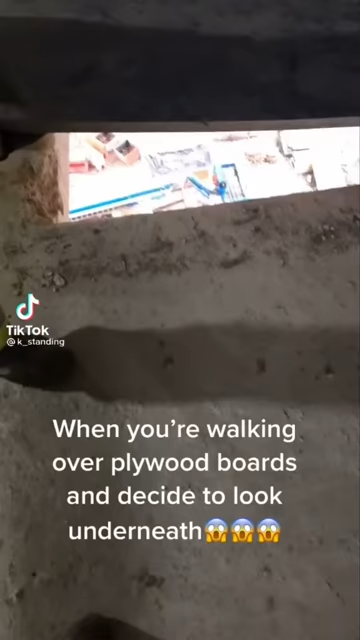 TikTok
@k_standing
When you’re walking
over plywood boards
and decide to look
underneath😱😱😱